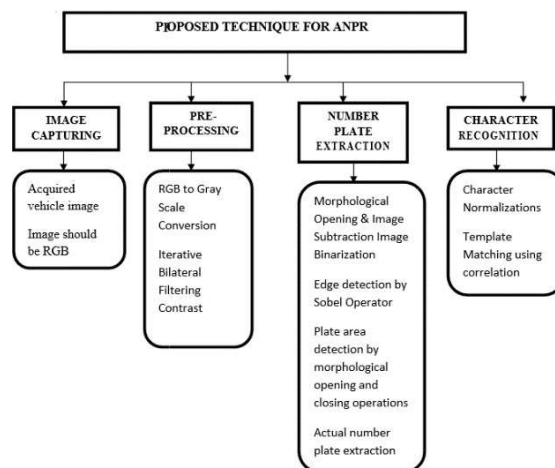 PROPOSED TECHNIQUE FOR ANPR
IMAGE
CAPTURING
Acquired
vehicle image
Image should
be RGB
PRE-
PROCESSING
RGB to Gray
Scale
Conversion
Iterative
Bilateral
Filtering
Contrast
NUMBER
PLATE
EXTRACTION
Morphological
Opening & Image
Subtraction Image
Binarization
Edge detection by
Sobel Operator
Plate area
detection by
morphological
opening and
closing operations
Actual number
plate extraction
CHARACTER
RECOGNITION
Character
Normalizations
Template
Matching using
correlation